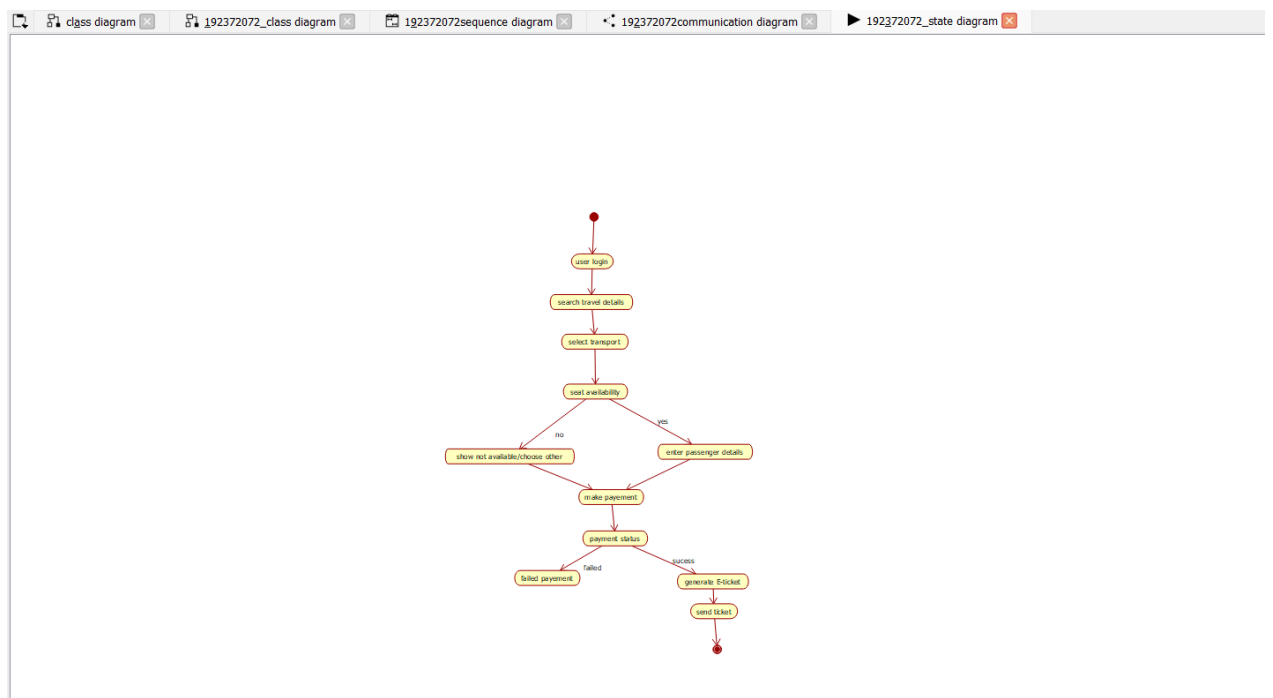 class diagram
192372072_class diagram
192372072sequence diagram
192372072communication diagram
192372072_state diagram
user login
search travel details
select transport
seat availability
yes
no
show not available/choose other
enter passenger details
make payement
payment status
sucess
failed
failed payement
generate E-ticket
send ticket